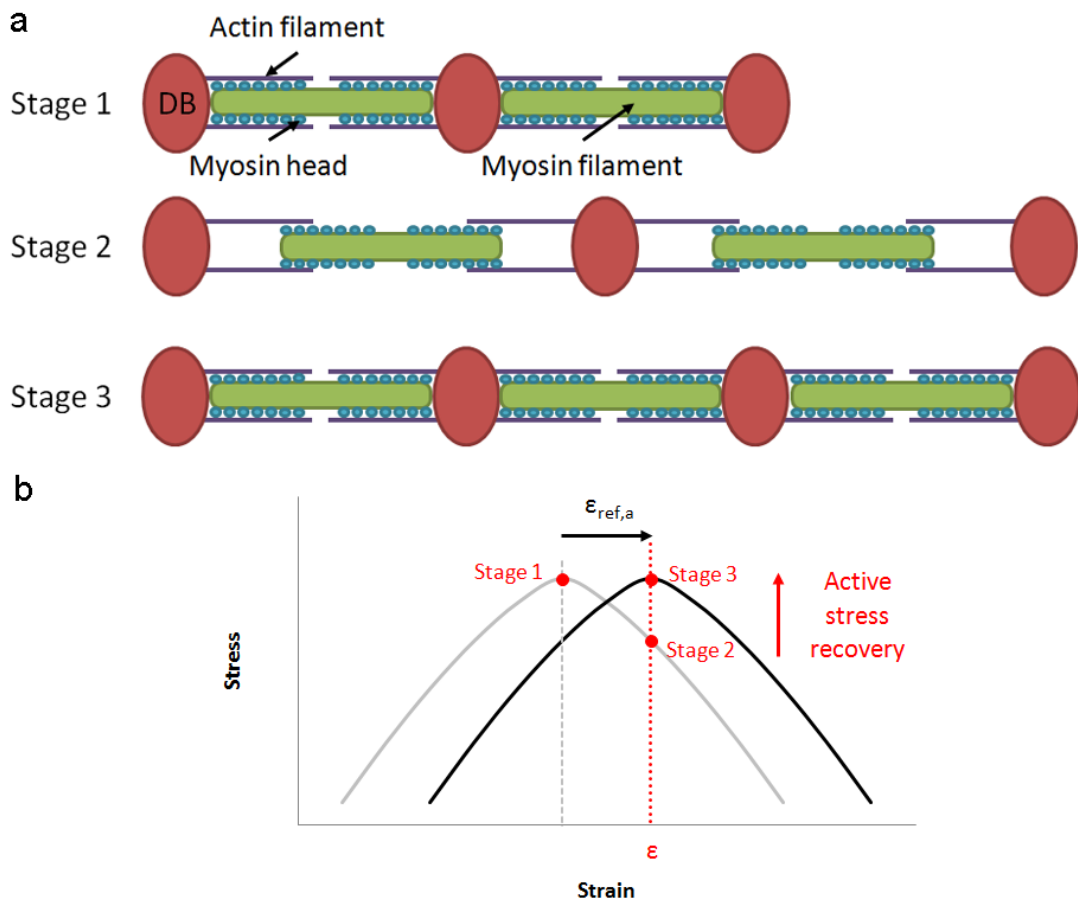 a
Actin filament
Stage 1
DB
Myosin head
Myosin filament
Stage 2
Stage 3
b
εref,a
Stage 1
Stage 3
Stage 2
Active
stress
recovery
Stress
ε
Strain